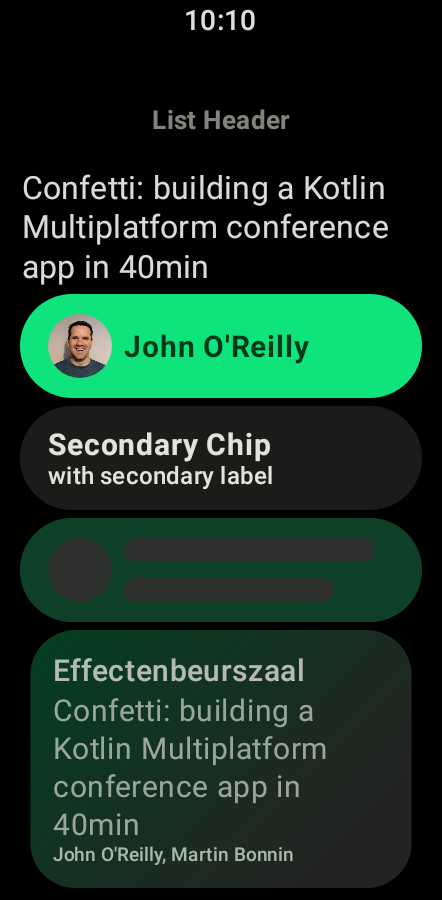 10:10
List Header
Confetti: building a Kotlin
Multiplatform conference
app in 40min
John O'Reilly
Secondary Chip
with secondary label
Effectenbeurszaal
Confetti: building a
Kotlin Multiplatform
conference app in
40min
John O'Reilly, Martin Bonnin